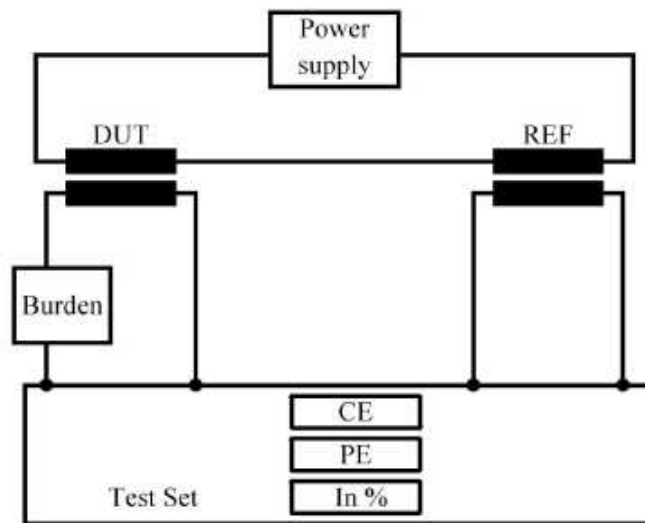 Power
supply
DUT
REF
Burden
CE
PE
Test Set
In %